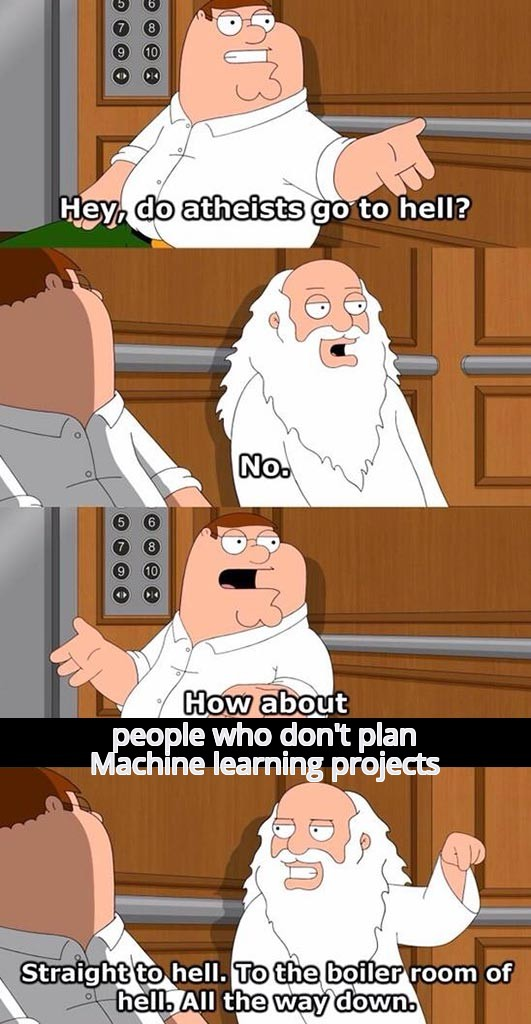 5 6
7 8
9 10
Hey, do atheists go to hell?
No.
5 6
7 8
9 10
How about
people who don't plan
Machine learning projects
Straight to hell. To the boiler room of
hell. All the way down.